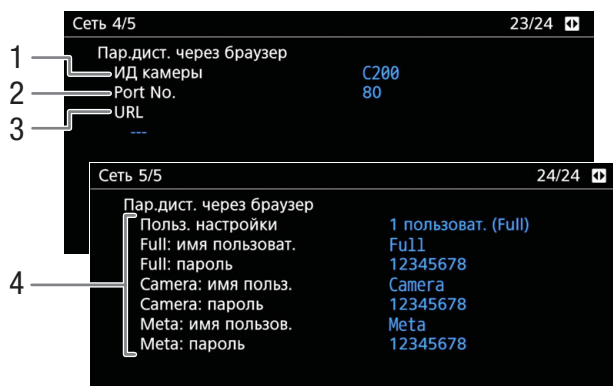 Сеть 4/5 23/24
Пар.дист. через браузер
1 ИД камеры C200
2 Port No. 80
3 URL
---
Сеть 5/5 24/24
Пар.дист. через браузер
4
Польз. настройки 1 пользоват. (Full)
Full: имя пользоват. Full
Full: пароль 12345678
Camera: имя польз. Camera
Camera: пароль 12345678
Meta: имя пользов. Meta
Meta: пароль 12345678